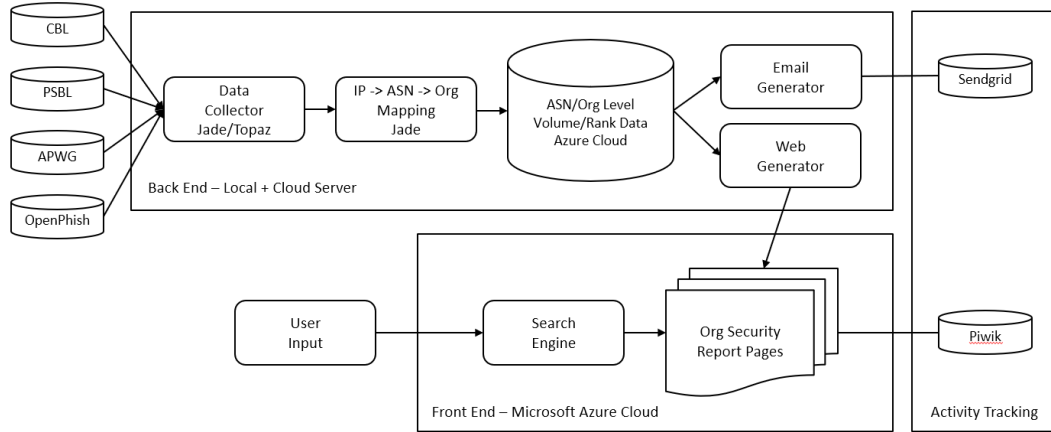 CBL
PSBL
APWG
OpenPhish
Data
Collector
Jade/Topaz
IP -> ASN -> Org
Mapping
Jade
ASN/Org Level
Volume/Rank Data
Azure Cloud
Email
Generator
Web
Generator
Back End – Local + Cloud Server
Sendgrid
User
Input
Search
Engine
Org Security
Report Pages
Front End – Microsoft Azure Cloud
Piwik
Activity Tracking